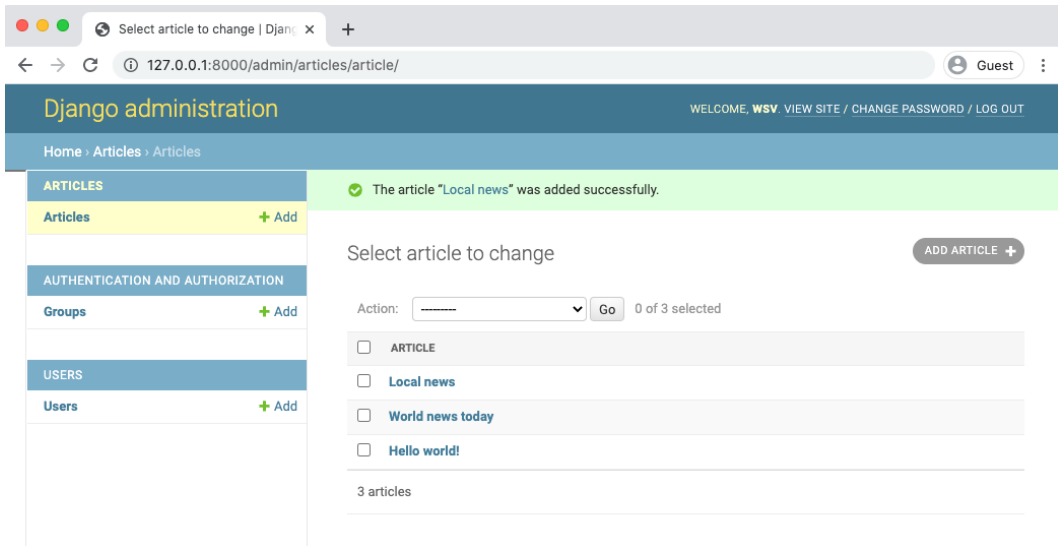 Select article to change | Djang
127.0.0.1:8000/admin/articles/article/
Guest
Django administration
WELCOME, WSV. VIEW SITE / CHANGE PASSWORD / LOG OUT
Home › Articles › Articles
ARTICLES
Articles
Add
AUTHENTICATION AND AUTHORIZATION
Groups
Add
USERS
Users
Add
The article “Local news” was added successfully.
Select article to change
ADD ARTICLE
Action: --------- Go 0 of 3 selected
ARTICLE
Local news
World news today
Hello world!
3 articles